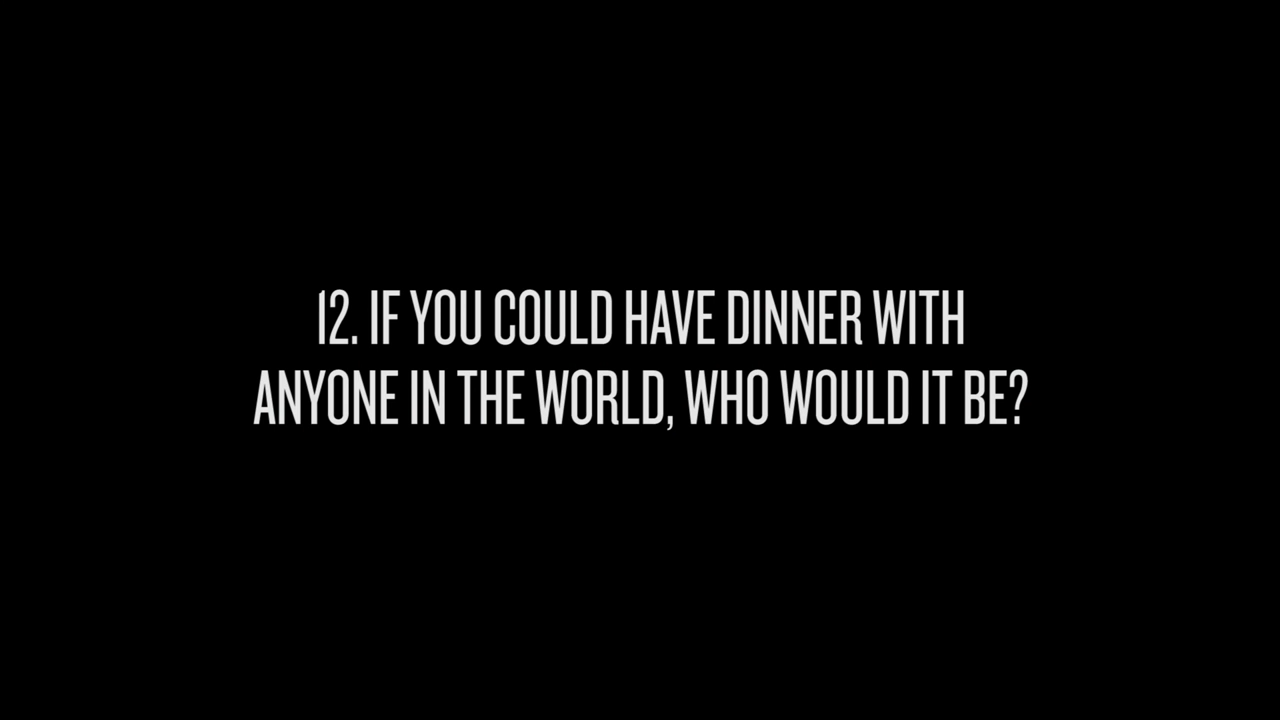 12. IF YOU COULD HAVE DINNER WITH
ANYONE IN THE WORLD, WHO WOULD IT BE?